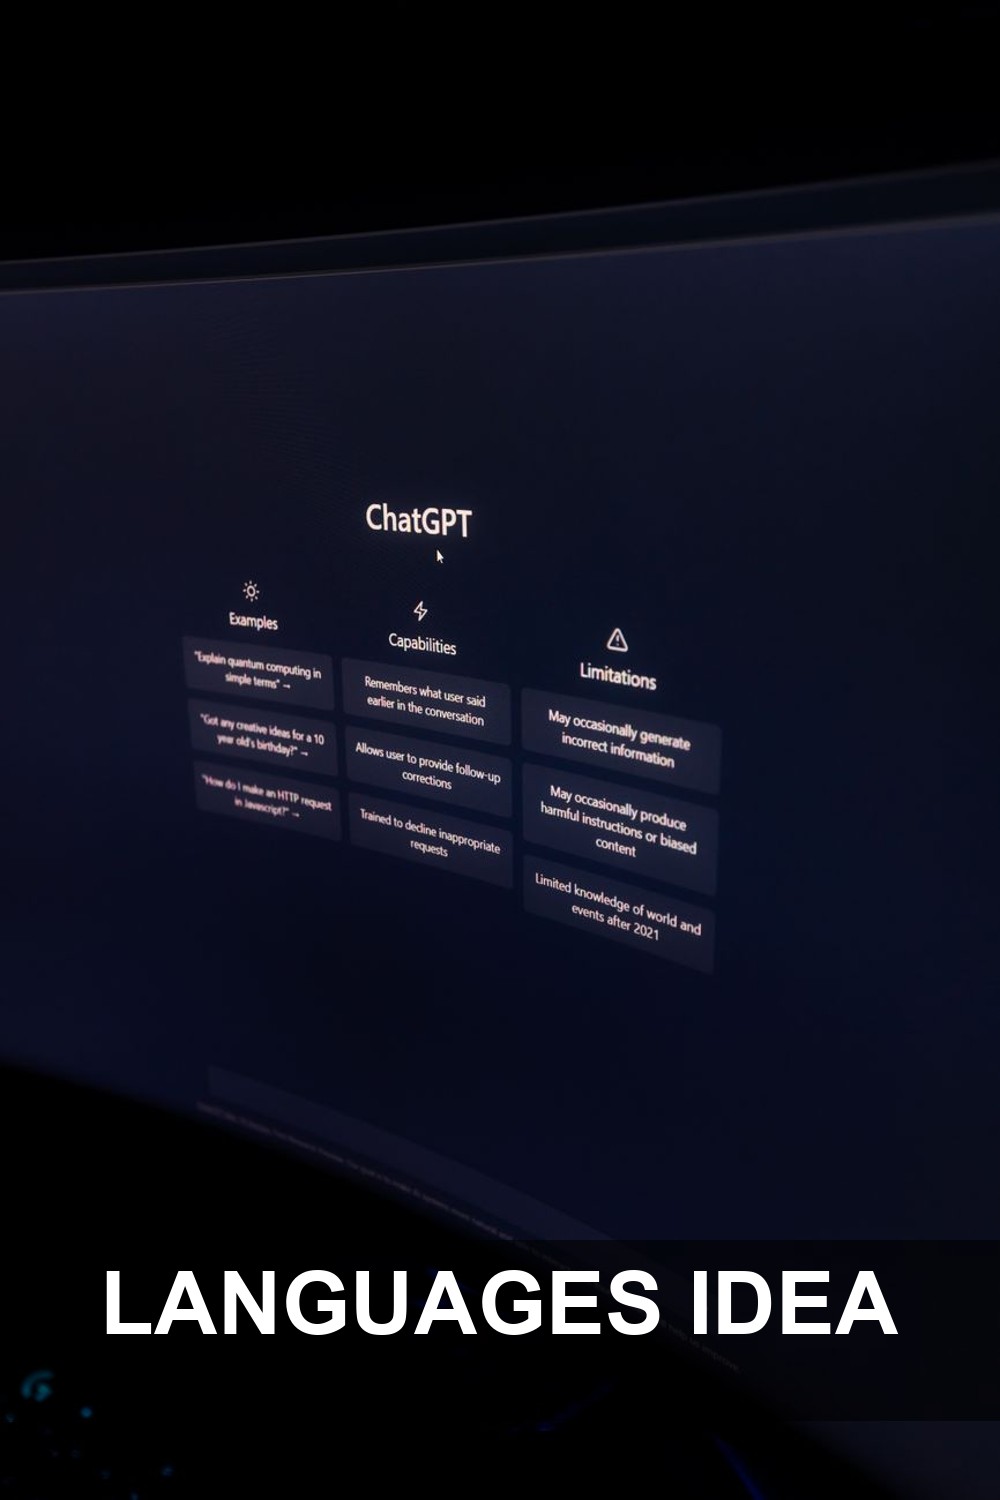 ChatGPT
Examples
"Explain quantum computing in
simple terms" →
"Got any creative ideas for a 10
year old's birthday?" →
"How do I make an HTTP request
in Javascript?" →
Capabilities
Remembers what user said
earlier in the conversation
Allows user to provide follow-up
corrections
Trained to decline inappropriate
requests
Limitations
May occasionally generate
incorrect information
May occasionally produce
harmful instructions or biased
content
Limited knowledge of world and
events after 2021
LANGUAGES IDEA